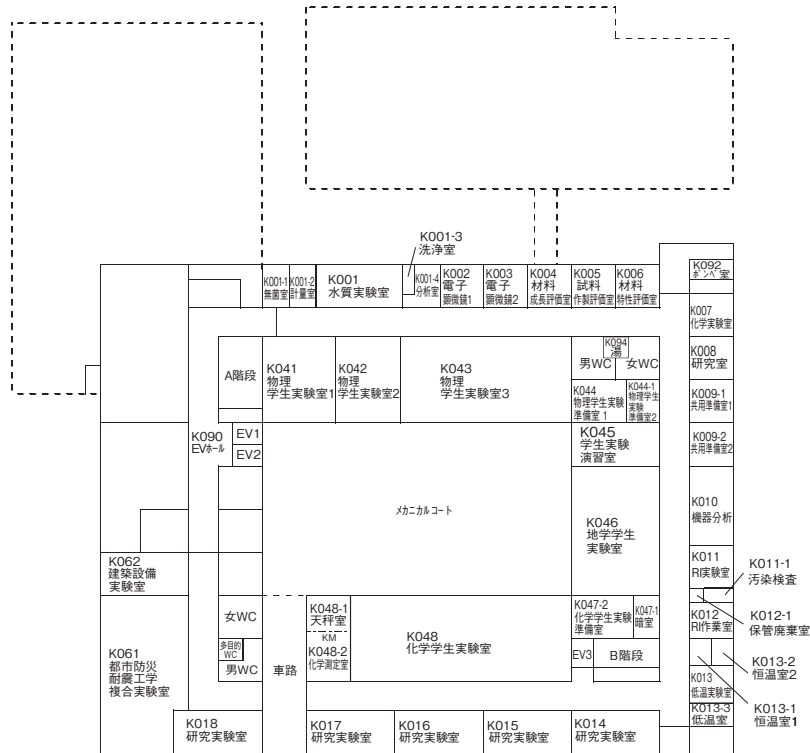 K001-3
洗浄室
K001-1
無菌室
K001-2
計量室
K001
水質実験室
K001-4
分析室
K002
電子
顕微鏡1
K003
電子
顕微鏡2
K004
材料
成長評価室
K005
試料
作製評価室
K006
材料
特性評価室
K092
ボンベ室
K007
化学実験室
A階段
K041
物理
学生実験室1
K042
物理
学生実験室2
K043
物理
学生実験室3
K094
湯
男WC
女WC
K008
研究室
K044
物理学生実験
準備室 1
K044-1
物理学生
実験
準備室2
K009-1
共用準備室1
K090
EVホール
EV1
EV2
K045
学生実験
演習室
K009-2
共用準備室2
メカニカルコート
K046
地学学生
実験室
K010
機器分析
K062
建築設備
実験室
K011
RI実験室
K011-1
汚染検査
女WC
K048-1
天秤室
KM
K048-2
化学測定室
K048
化学学生実験室
K047-2
化学学生実験
準備室
K047-1
暗室
K012
RI作業室
K012-1
保管廃棄室
K061
都市防災
耐震工学
複合実験室
多目的
WC
男WC
車路
EV3
B階段
K013-2
恒温室2
K013
低温実験室
K013-1
恒温室1
K013-3
低温室
K018
研究実験室
K017
研究実験室
K016
研究実験室
K015
研究実験室
K014
研究実験室